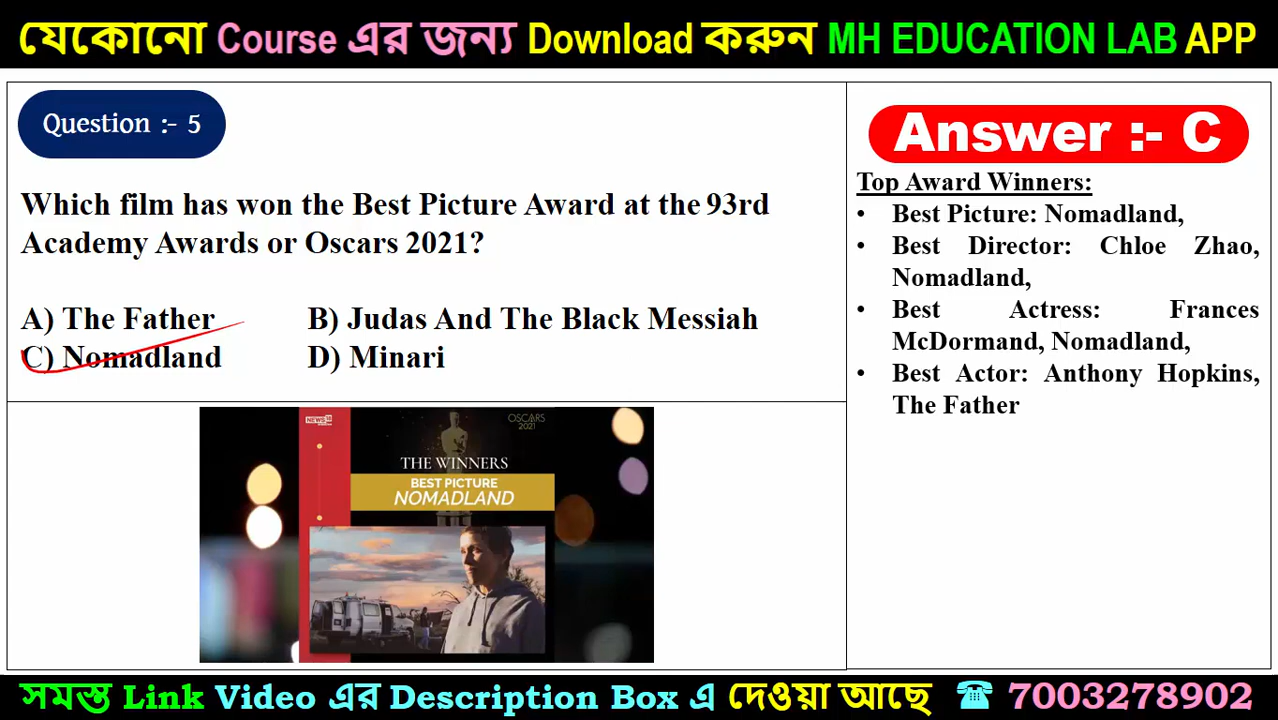 যেকোনো Course এর জন্য Download করুন MH EDUCATION LAB APP
Question :- 5
Which film has won the Best Picture Award at the 93rd
Academy Awards or Oscars 2021?
A) The Father B) Judas And The Black Messiah
C) Nomadland D) Minari
Answer :- C
Top Award Winners:
• Best Picture: Nomadland,
• Best Director: Chloe Zhao,
Nomadland,
• Best Actress: Frances
McDormand, Nomadland,
• Best Actor: Anthony Hopkins,
The Father
NEWS18
OSCARS
2021
THE WINNERS
BEST PICTURE
NOMADLAND
সমস্ত Link Video এর Description Box এ দেওয়া আছে ☎ 7003278902